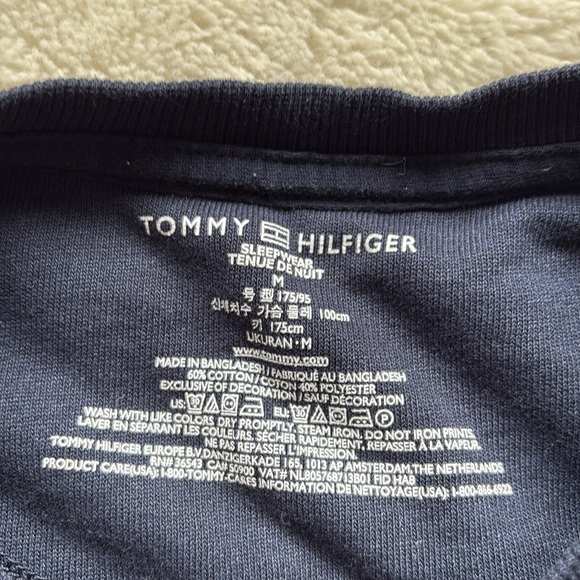 TOMMY HILFIGER
SLEEPWEAR
TENUE DE NUIT
M
号型 175/95
신체치수 가슴 둘레 100cm
키 175cm
UKURAN • M
www.tommy.com
MADE IN BANGLADESH / FABRIQUÉ AU BANGLADESH
60% COTTON / COTON 40% POLYESTER
EXCLUSIVE OF DECORATION / SAUF DÉCORATION
US: EU: 30 P
WASH WITH LIKE COLORS DRY PROMPTLY, STEAM IRON. DO NOT IRON PRINTS.
LAVER EN SÉPARANT LES COULEURS. SÉCHER RAPIDEMENT, REPASSER À LA VAPEUR.
NE PAS REPASSER L'IMPRESSION.
TOMMY HILFIGER EUROPE B.V. DANZIGERKADE 165, 1013 AP AMSTERDAM, THE NETHERLANDS
RN# 36543 CA# 50900 VAT# NL805768713B01 FID HAB
PRODUCT CARE(USA): 1-800-TOMMY-CARES INFORMATION DE NETTOYAGE(USA): 1-800-866-6922